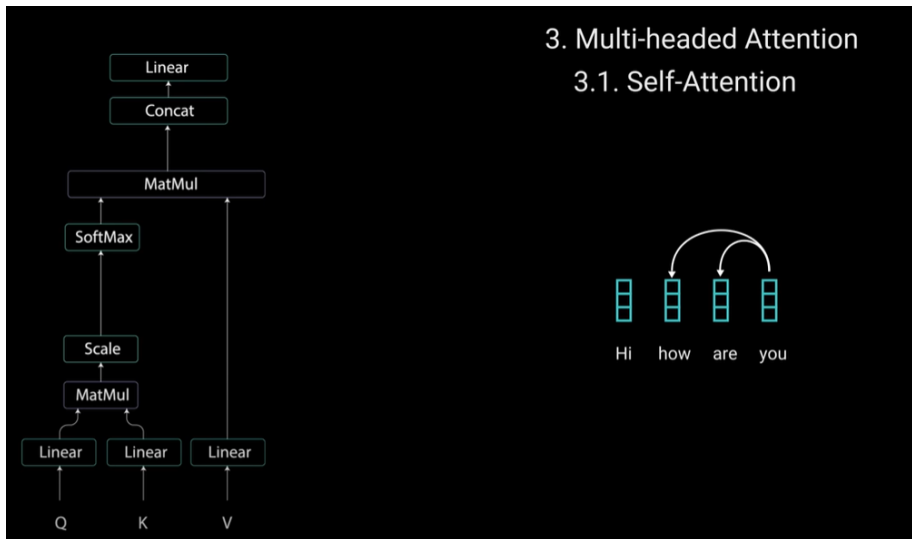 3. Multi-headed Attention
3.1. Self-Attention
Linear
Concat
MatMul
SoftMax
Scale
MatMul
Linear Linear Linear
Q K V
Hi how are you